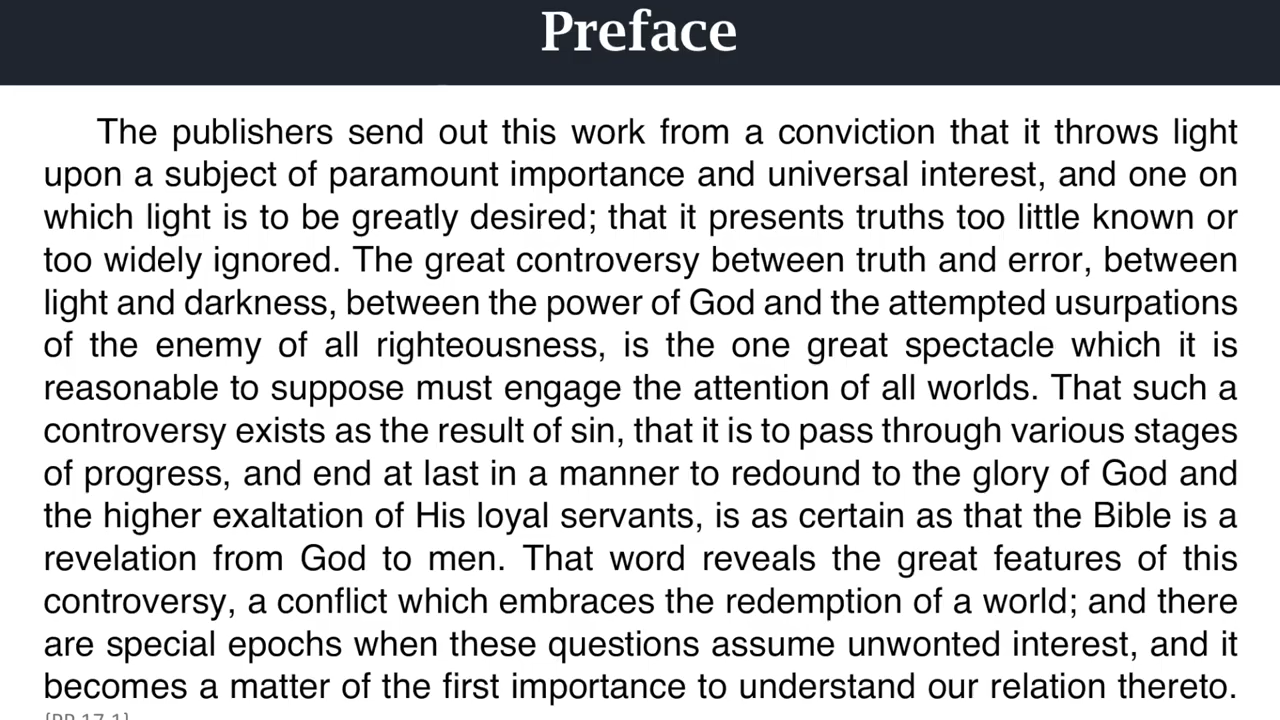 Preface
The publishers send out this work from a conviction that it throws light
upon a subject of paramount importance and universal interest, and one on
which light is to be greatly desired; that it presents truths too little known or
too widely ignored. The great controversy between truth and error, between
light and darkness, between the power of God and the attempted usurpations
of the enemy of all righteousness, is the one great spectacle which it is
reasonable to suppose must engage the attention of all worlds. That such a
controversy exists as the result of sin, that it is to pass through various stages
of progress, and end at last in a manner to redound to the glory of God and
the higher exaltation of His loyal servants, is as certain as that the Bible is a
revelation from God to men. That word reveals the great features of this
controversy, a conflict which embraces the redemption of a world; and there
are special epochs when these questions assume unwonted interest, and it
becomes a matter of the first importance to understand our relation thereto.